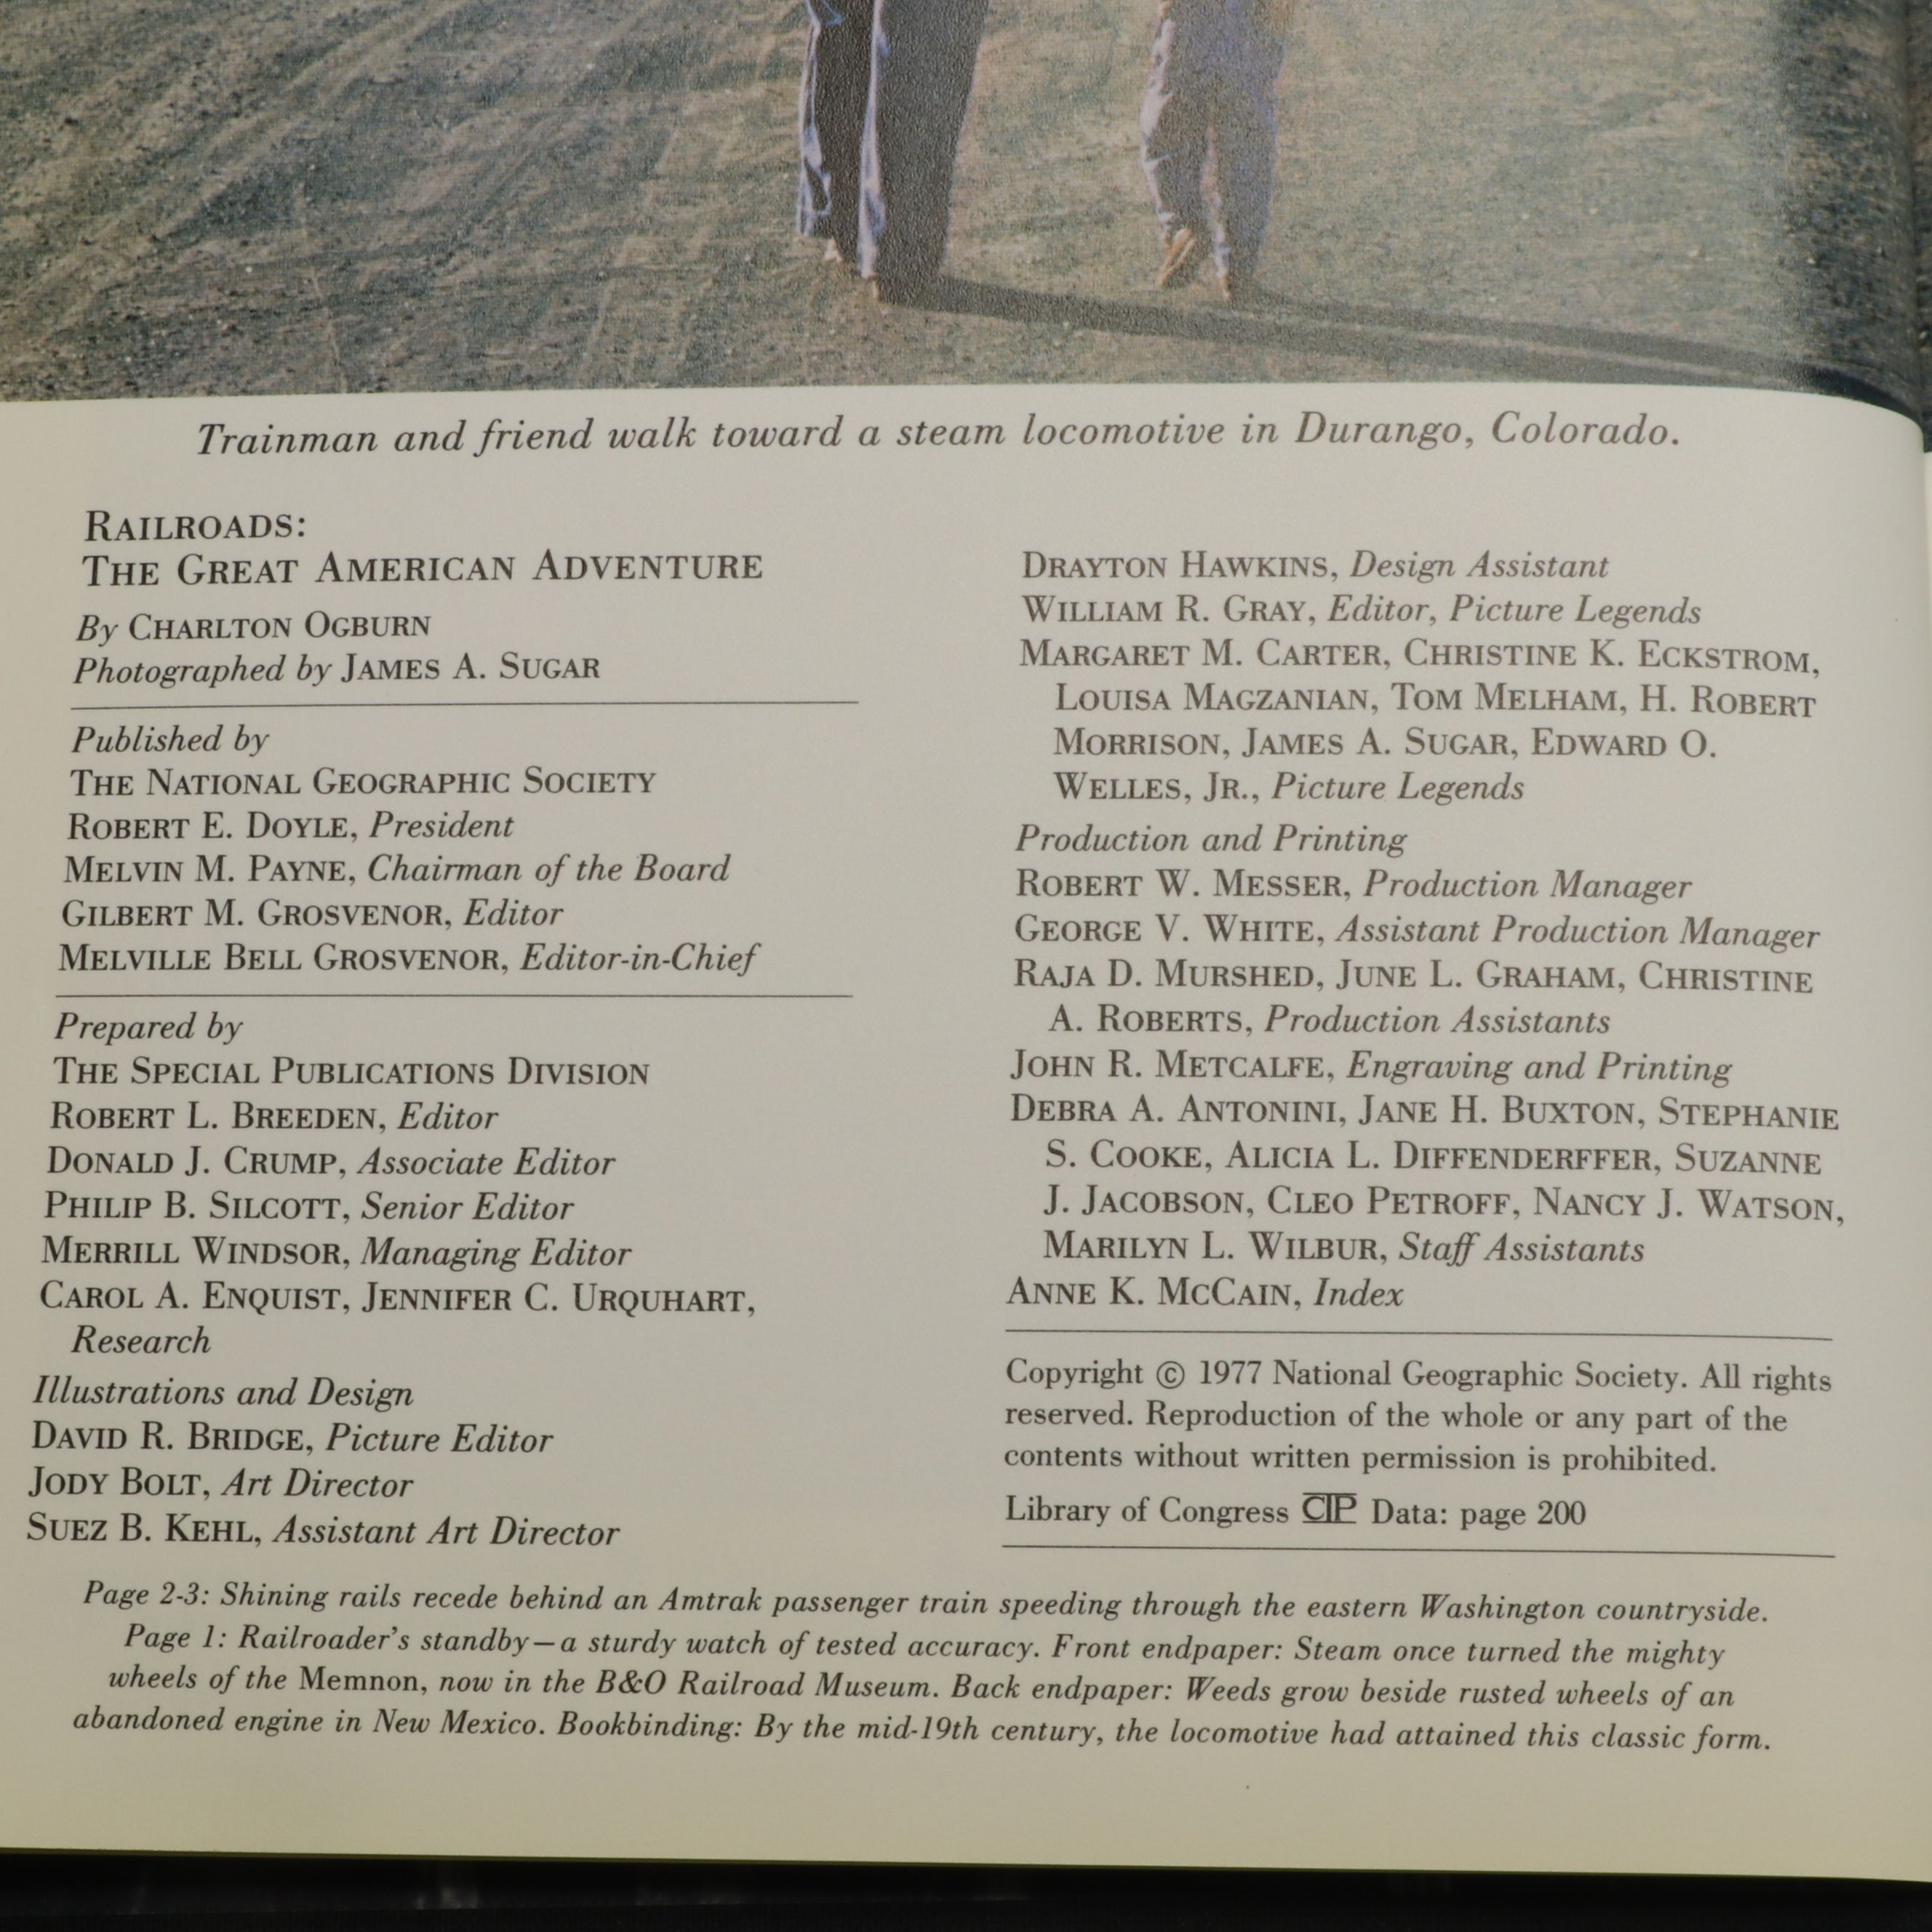 Trainman and friend walk toward a steam locomotive in Durango, Colorado.
RAILROADS:
THE GREAT AMERICAN ADVENTURE
By CHARLTON OGBURN
Photographed by JAMES A. SUGAR
Published by
THE NATIONAL GEOGRAPHIC SOCIETY
ROBERT E. DOYLE, President
MELVIN M. PAYNE, Chairman of the Board
GILBERT M. GROSVENOR, Editor
MELVILLE BELL GROSVENOR, Editor-in-Chief
Prepared by
THE SPECIAL PUBLICATIONS DIVISION
ROBERT L. BREEDEN, Editor
DONALD J. CRUMP, Associate Editor
PHILIP B. SILCOTT, Senior Editor
MERRILL WINDSOR, Managing Editor
CAROL A. ENQUIST, JENNIFER C. URQUHART,
Research
Illustrations and Design
DAVID R. BRIDGE, Picture Editor
JODY BOLT, Art Director
SUEZ B. KEHL, Assistant Art Director
DRAYTON HAWKINS, Design Assistant
WILLIAM R. GRAY, Editor, Picture Legends
MARGARET M. CARTER, CHRISTINE K. ECKSTROM,
LOUISA MAGZANIAN, TOM MELHAM, H. ROBERT
MORRISON, JAMES A. SUGAR, EDWARD O.
WELLES, JR., Picture Legends
Production and Printing
ROBERT W. MESSER, Production Manager
GEORGE V. WHITE, Assistant Production Manager
RAJA D. MURSHED, JUNE L. GRAHAM, CHRISTINE
A. ROBERTS, Production Assistants
JOHN R. METCALFE, Engraving and Printing
DEBRA A. ANTONINI, JANE H. BUXTON, STEPHANIE
S. COOKE, ALICIA L. DIFFENDERFFER, SUZANNE
J. JACOBSON, CLEO PETROFF, NANCY J. WATSON,
MARILYN L. WILBUR, Staff Assistants
ANNE K. MCCAIN, Index
Copyright © 1977 National Geographic Society. All rights
reserved. Reproduction of the whole or any part of the
contents without written permission is prohibited.
Library of Congress CIP Data: page 200
Page 2-3: Shining rails recede behind an Amtrak passenger train speeding through the eastern Washington countryside.
Page 1: Railroader's standby—a sturdy watch of tested accuracy. Front endpaper: Steam once turned the mighty
wheels of the Memnon, now in the B&O Railroad Museum. Back endpaper: Weeds grow beside rusted wheels of an
abandoned engine in New Mexico. Bookbinding: By the mid-19th century, the locomotive had attained this classic form.